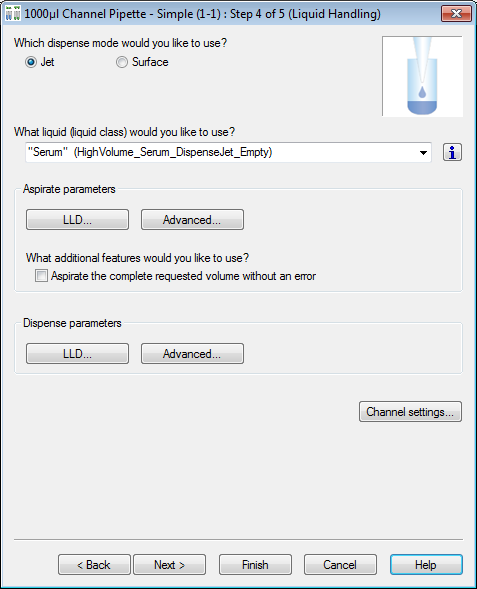 1000µl Channel Pipette - Simple (1-1) : Step 4 of 5 (Liquid Handling)
Which dispense mode would you like to use?
Jet Surface
What liquid (liquid class) would you like to use?
"Serum" (HighVolume_Serum_DispenseJet_Empty)
Aspirate parameters
LLD... Advanced...
What additional features would you like to use?
Aspirate the complete requested volume without an error
Dispense parameters
LLD... Advanced...
Channel settings...
< Back Next > Finish Cancel Help